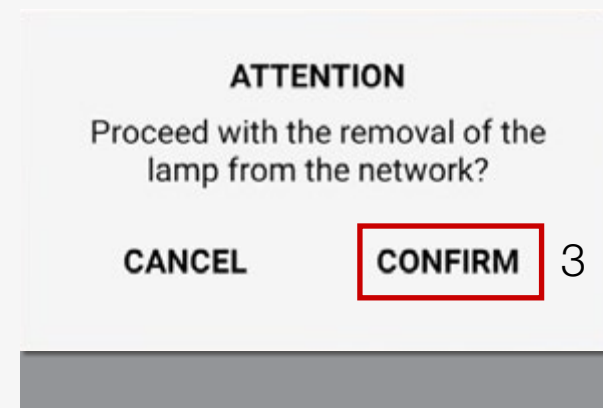 ATTENTION
Proceed with the removal of the
lamp from the network?
CANCEL CONFIRM 3